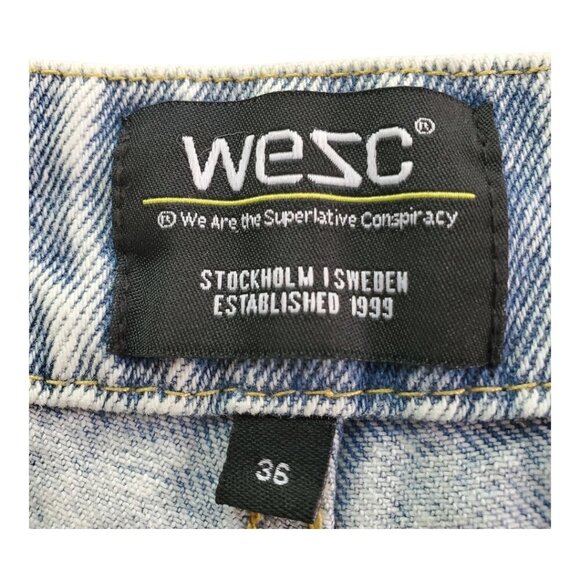 wesc®
® We Are the Superlative Conspiracy
STOCKHOLM | SWEDEN
ESTABLISHED 1999
36